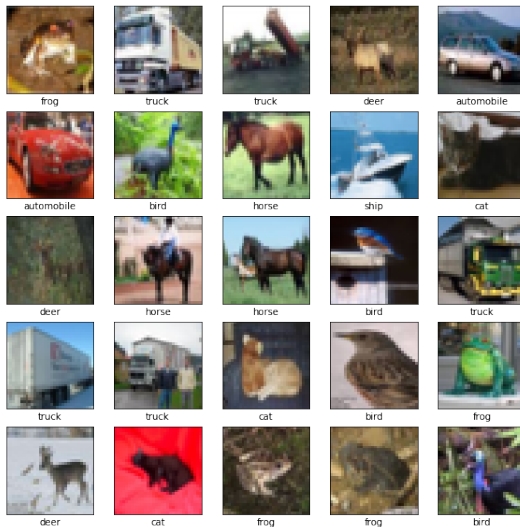 frog truck truck deer automobile
automobile bird horse ship cat
deer horse horse bird truck
truck truck cat bird frog
deer cat frog frog bird